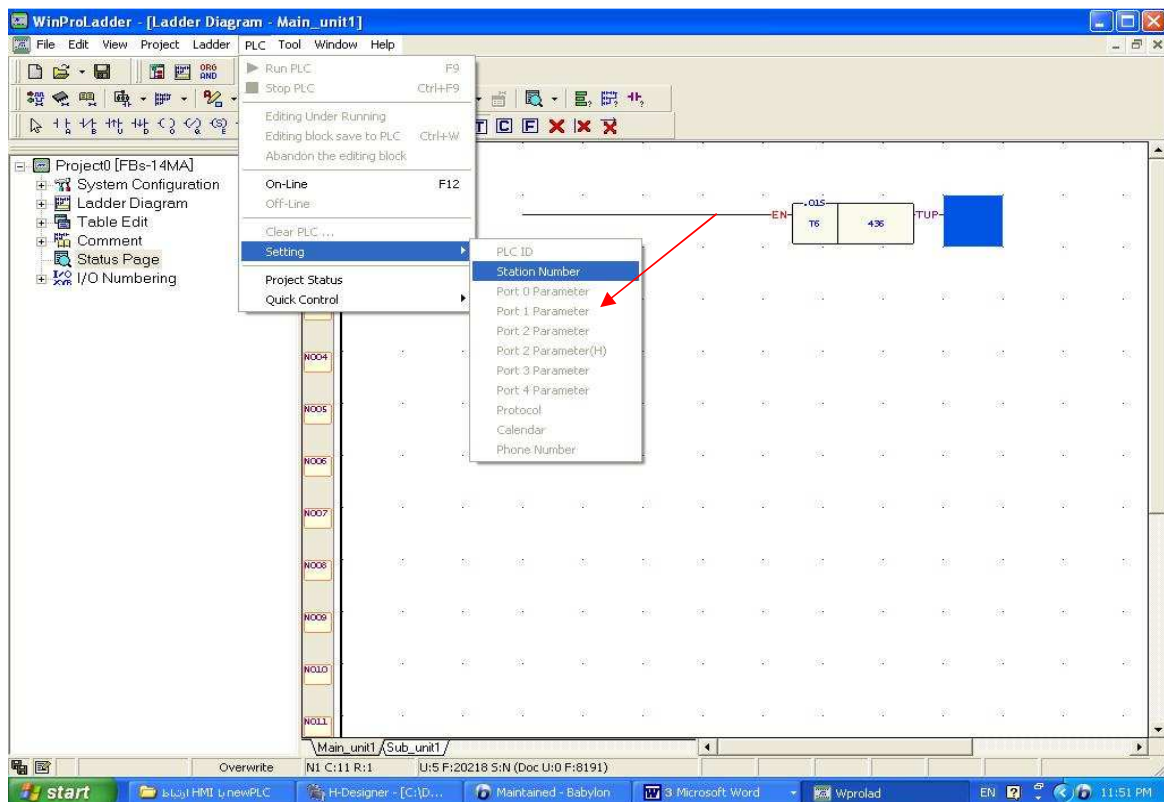 WinProLadder - [Ladder Diagram - Main_unit1]
File Edit View Project Ladder PLC Tool Window Help
ORG
AND
T C F
Run PLC F9
Stop PLC Ctrl+F9
Editing Under Running
Editing block save to PLC Ctrl+W
Abandon the editing block
On-Line F12
Off-Line
Clear PLC ...
Setting
Project Status
Quick Control
PLC ID
Station Number
Port 0 Parameter
Port 1 Parameter
Port 2 Parameter
Port 2 Parameter(H)
Port 3 Parameter
Port 4 Parameter
Protocol
Calendar
Phone Number
Project0 [FBs-14MA]
System Configuration
Ladder Diagram
Table Edit
Comment
Status Page
I/O Numbering
.01S
EN T6 436 TUP
N004
N005
N006
N007
N008
N009
N010
N011
Main_unit1 Sub_unit1
Overwrite N1 C:11 R:1 U:5 F:20218 S:N (Doc U:0 F:8191)
start ارتباط HMI با newPLC H-Designer - [C:\D... Maintained - Babylon 3 Microsoft Word Wprolad EN 11:51 PM